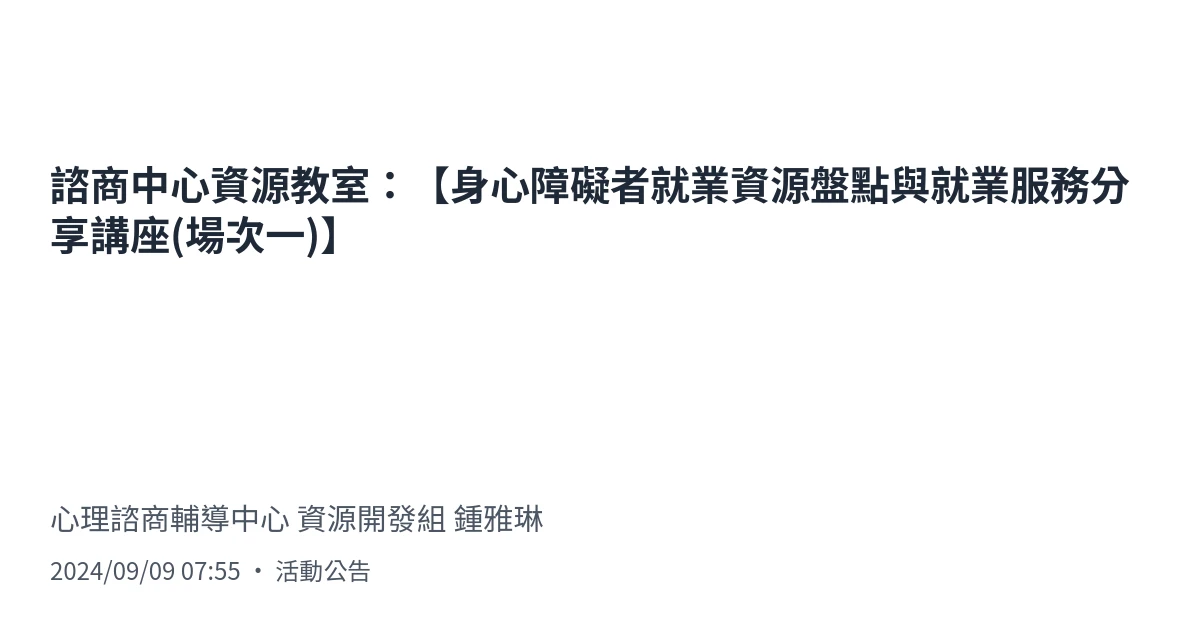 諮商中心資源教室：【身心障礙者就業資源盤點與就業服務分
享講座(場次一)】
心理諮商輔導中心 資源開發組 鍾雅琳
2024/09/09 07:55 • 活動公告